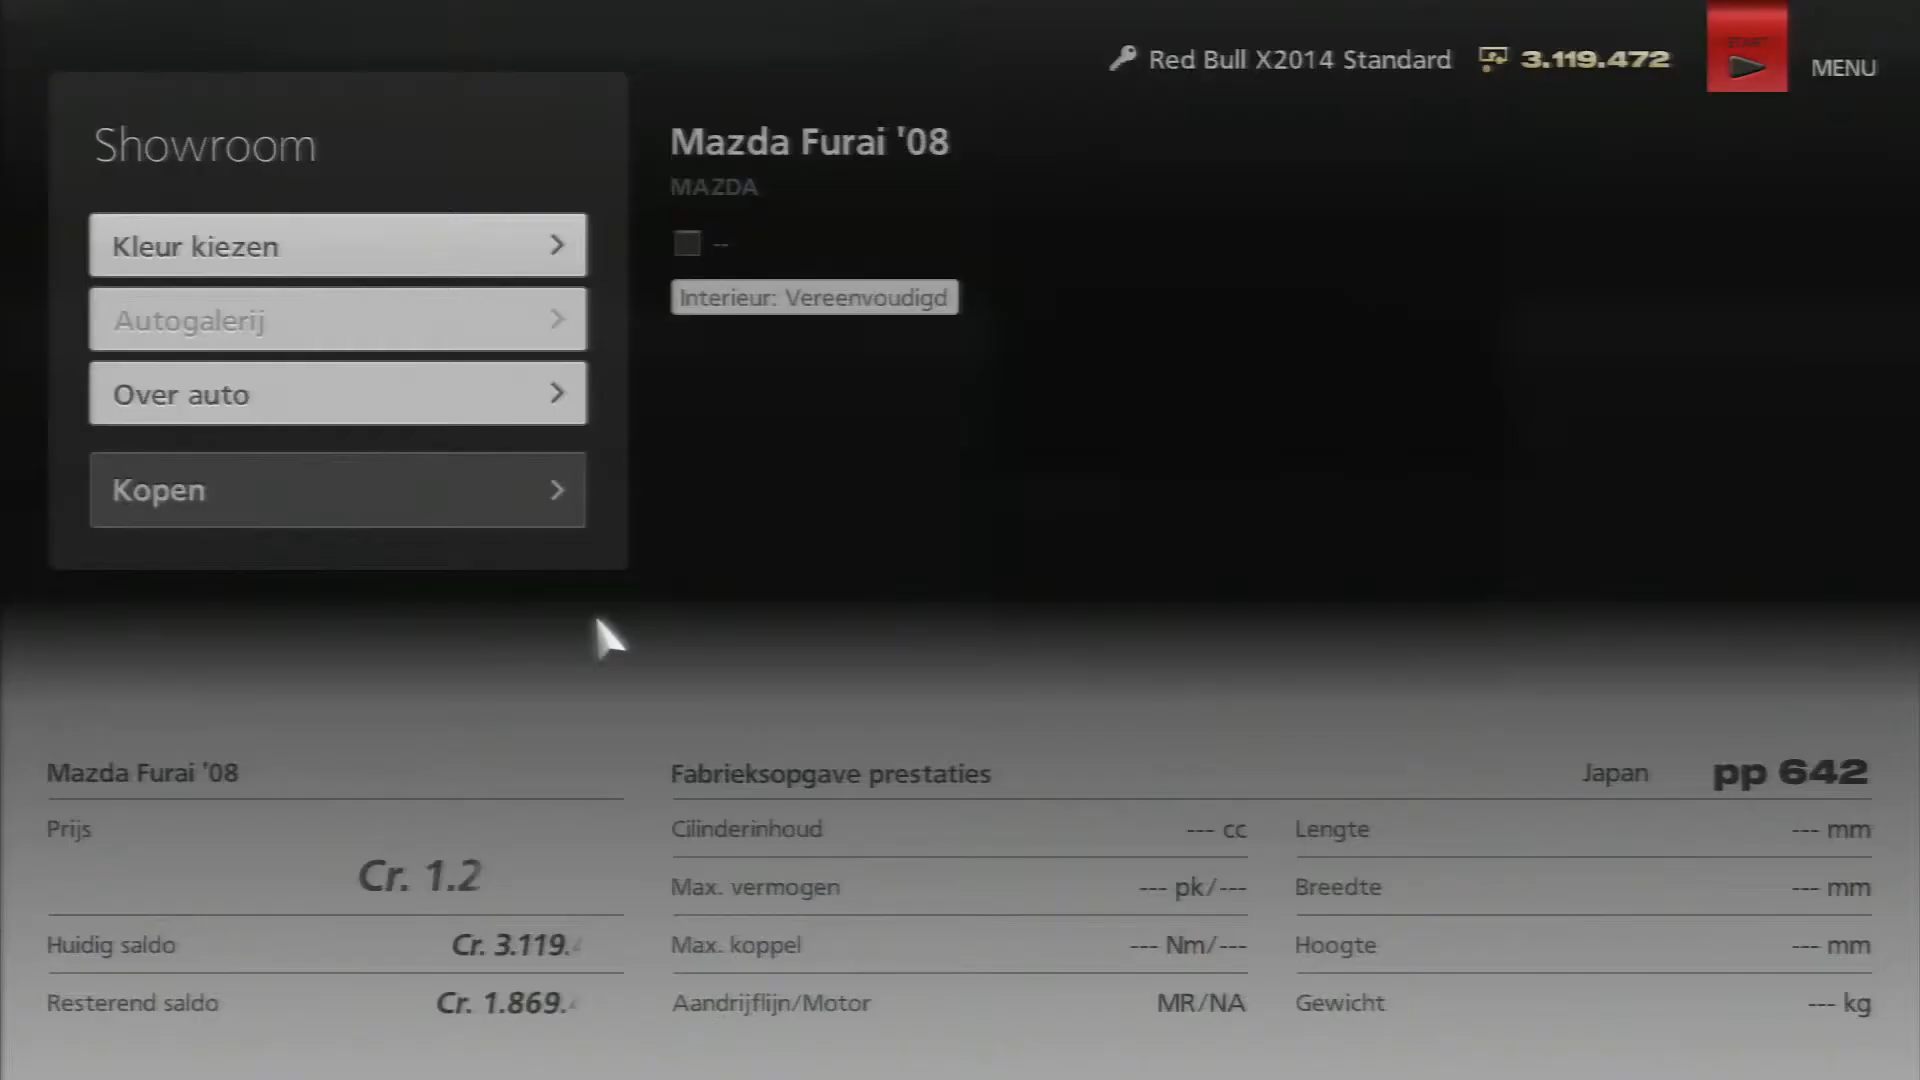 Red Bull X2014 Standard 3.119.472 START MENU
Showroom
Kleur kiezen
Autogalerij
Over auto
Kopen
Mazda Furai '08
MAZDA
--
Interieur: Vereenvoudigd
Mazda Furai '08
Prijs
Cr. 1.2
Huidig saldo Cr. 3.119.4
Resterend saldo Cr. 1.869.4
Fabrieksopgave prestaties Japan pp 642
Cilinderinhoud --- cc
Max. vermogen --- pk/---
Max. koppel --- Nm/---
Aandrijflijn/Motor MR/NA
Lengte --- mm
Breedte --- mm
Hoogte --- mm
Gewicht --- kg